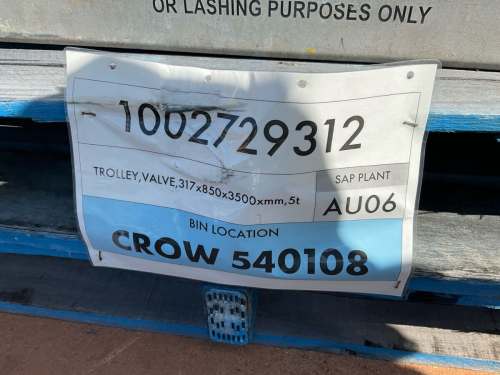 OR LASHING PURPOSES ONLY
1002729312
TROLLEY,VALVE,317x850x3500xmm,5t
SAP PLANT
AU06
BIN LOCATION
CROW 540108